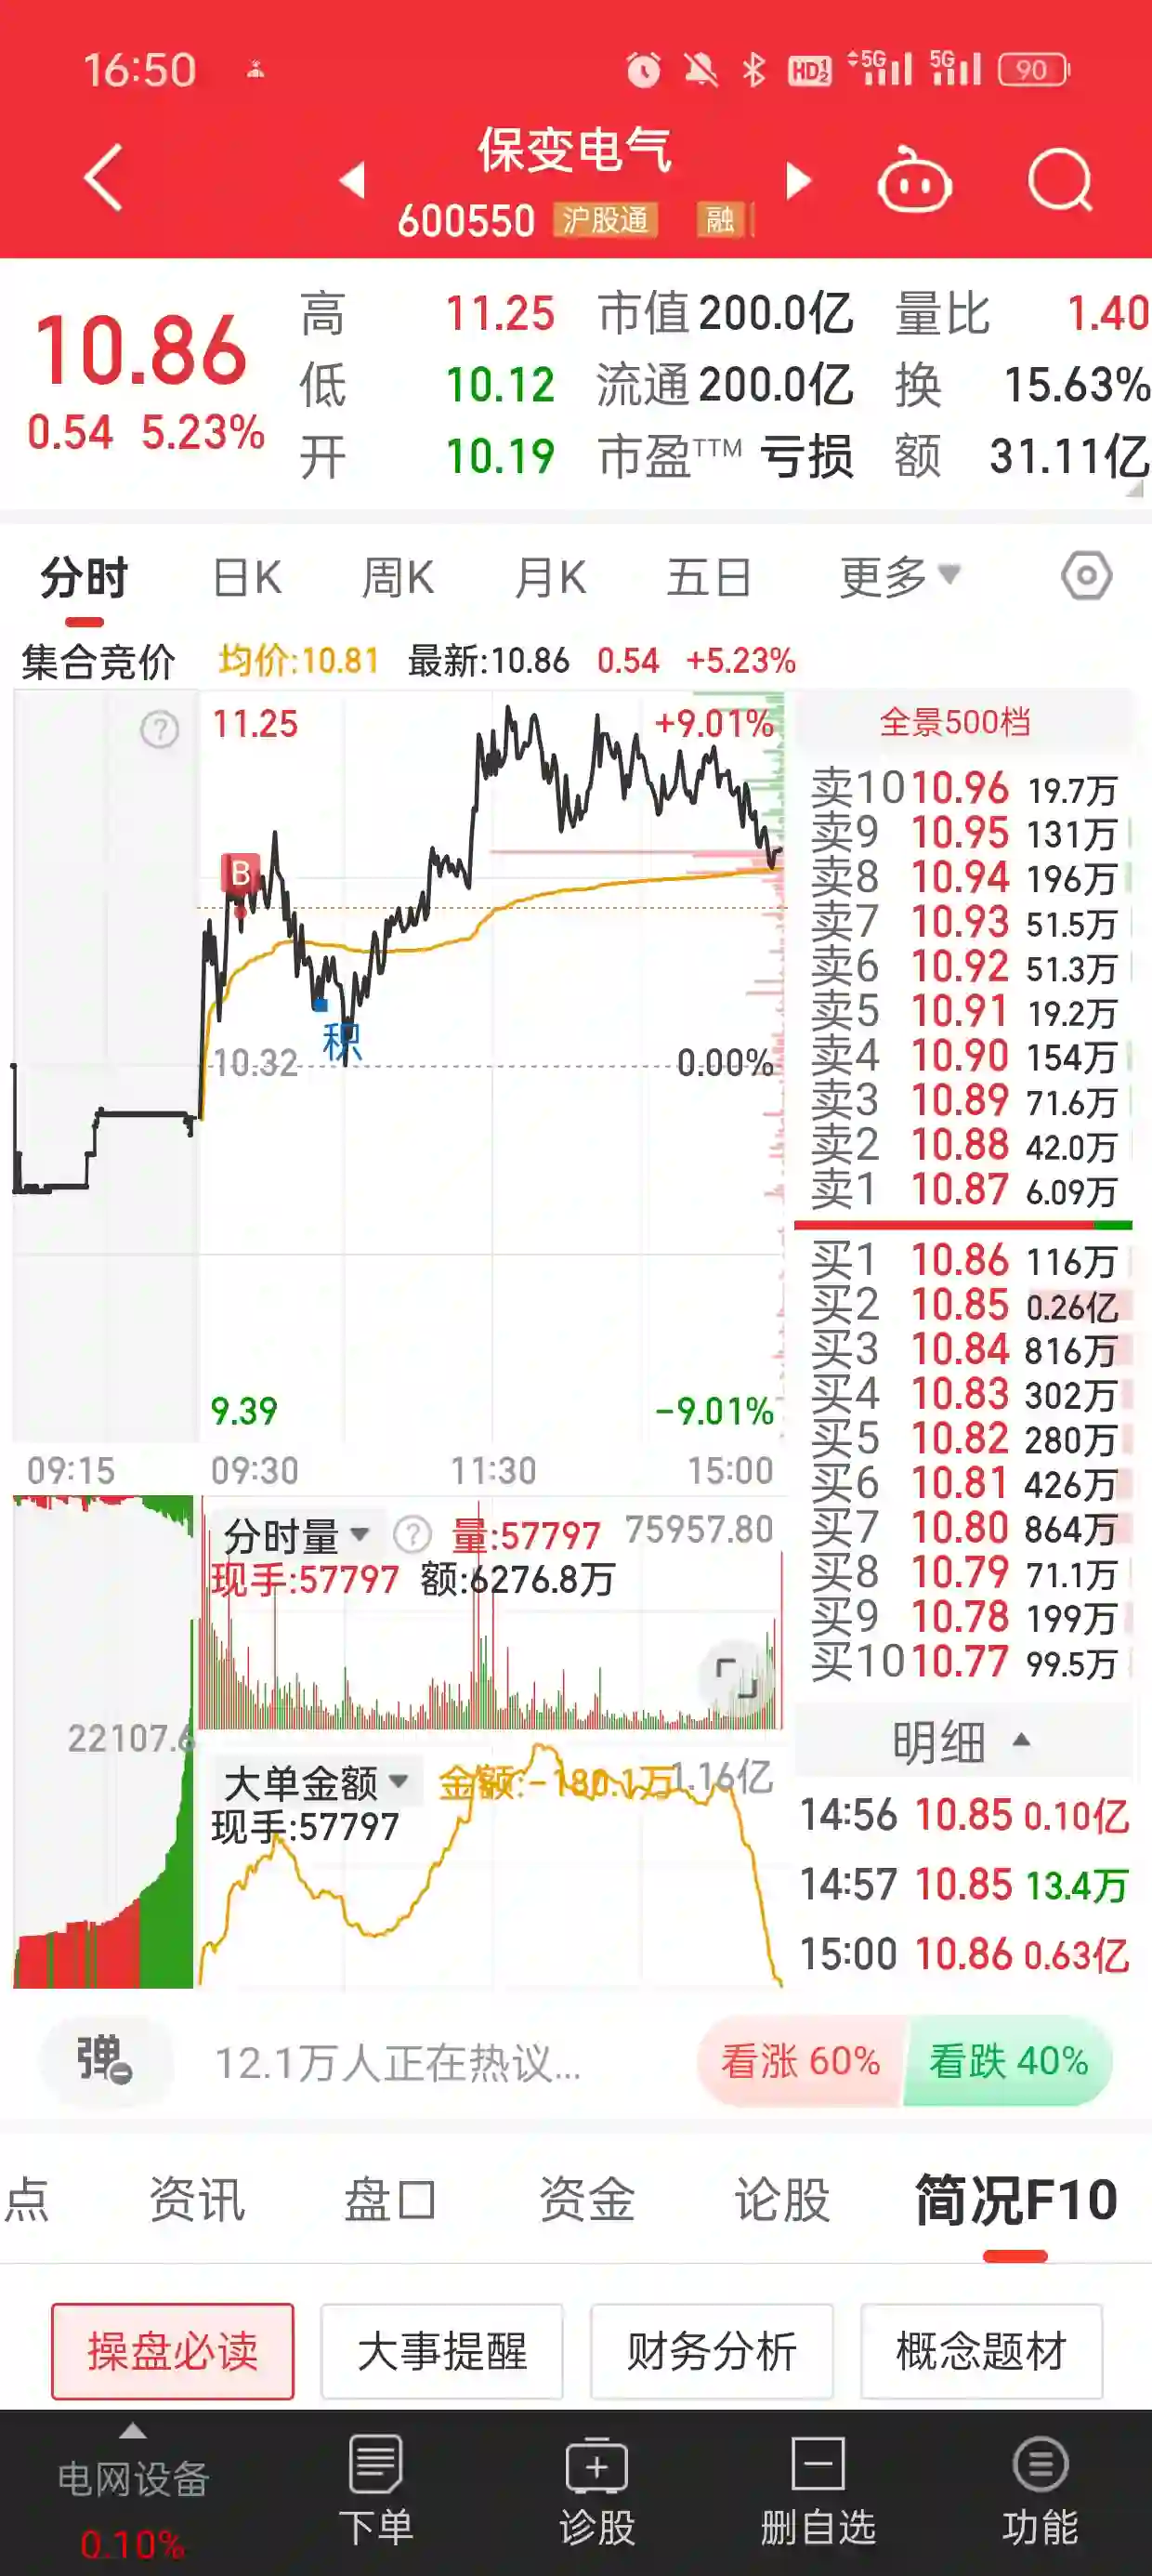 16:50 HD 1 2 5G 5G 90
保变电气
600550 沪股通 融
10.86
0.54 5.23%
高 11.25 市值 200.0亿 量比 1.40
低 10.12 流通 200.0亿 换 15.63%
开 10.19 市盈TTM 亏损 额 31.11亿
分时 日K 周K 月K 五日 更多
集合竞价 均价:10.81 最新:10.86 0.54 +5.23%
? 11.25 +9.01%
B
积
10.32 0.00%
9.39 -9.01%
09:15 09:30 11:30 15:00
全景500档
卖10 10.96 19.7万
卖9 10.95 131万
卖8 10.94 196万
卖7 10.93 51.5万
卖6 10.92 51.3万
卖5 10.91 19.2万
卖4 10.90 154万
卖3 10.89 71.6万
卖2 10.88 42.0万
卖1 10.87 6.09万
买1 10.86 116万
买2 10.85 0.26亿
买3 10.84 816万
买4 10.83 302万
买5 10.82 280万
买6 10.81 426万
买7 10.80 864万
买8 10.79 71.1万
买9 10.78 199万
买10 10.77 99.5万
分时量 ? 量:57797 75957.80
现手:57797 额:6276.8万
22107.6
大单金额 金额:-180.1万 1.16亿
现手:57797
明细
14:56 10.85 0.10亿
14:57 10.85 13.4万
15:00 10.86 0.63亿
弹 12.1万人正在热议... 看涨 60% 看跌 40%
点 资讯 盘口 资金 论股 简况F10
操盘必读 大事提醒 财务分析 概念题材
电网设备 下单 诊股 删自选 功能
0.10%